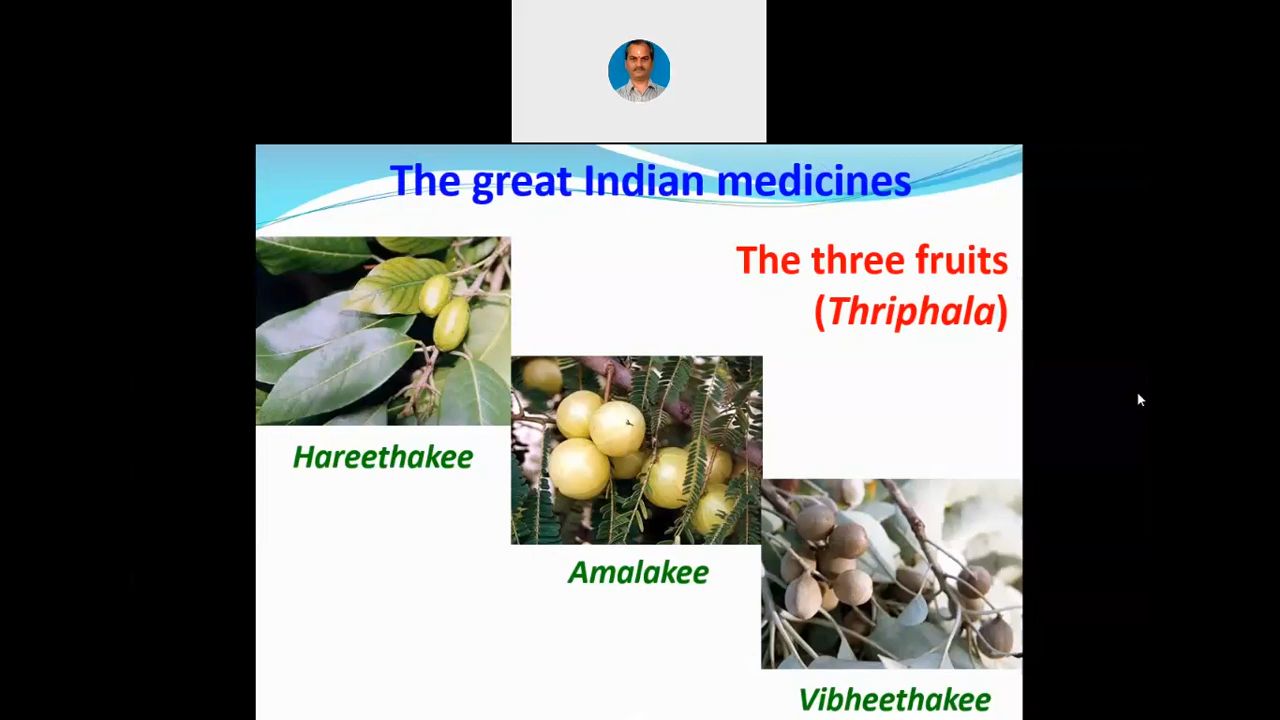 The great Indian medicines
The three fruits
(Thriphala)
Hareethakee
Amalakee
Vibheethakee